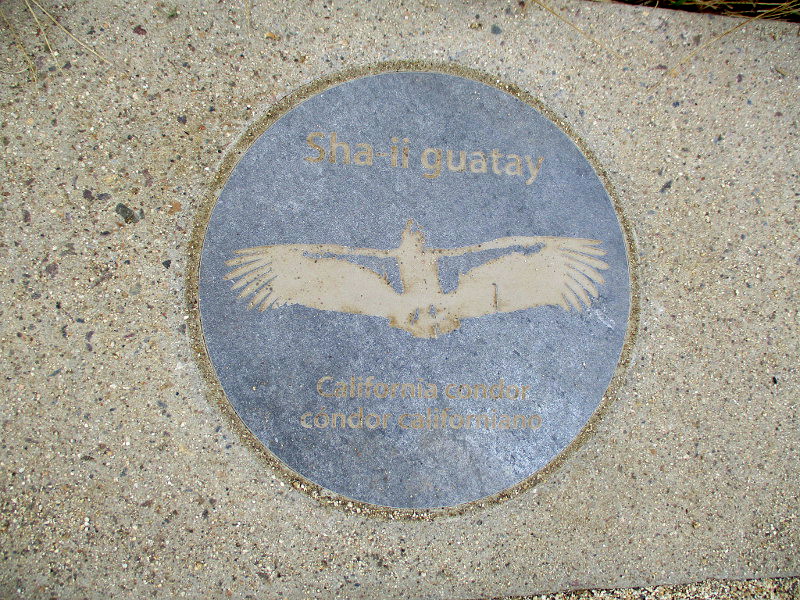 Sha-ii guatay
California condor
cóndor californiano